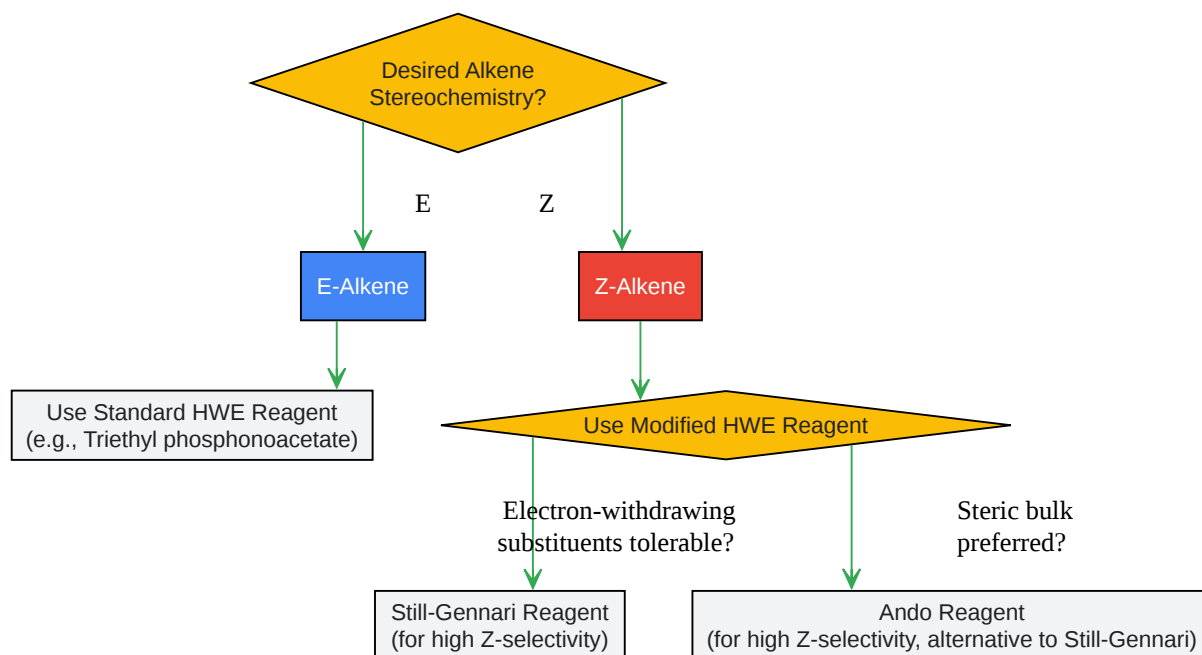 Desired Alkene
Stereochemistry?
E
Z
E-Alkene
Z-Alkene
Use Standard HWE Reagent
(e.g., Triethyl phosphonoacetate)
Use Modified HWE Reagent
Electron-withdrawing
substituents tolerable?
Steric bulk
preferred?
Still-Gennari Reagent
(for high Z-selectivity)
Ando Reagent
(for high Z-selectivity, alternative to Still-Gennari)